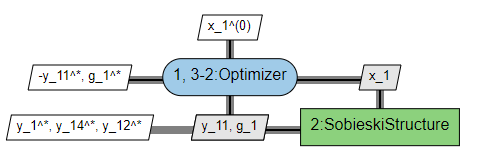 x_1^(0)
-y_11^*, g_1^*
1, 3-2:Optimizer
x_1
y_1^*, y_14^*, y_12^*
y_11, g_1
2:SobieskiStructure